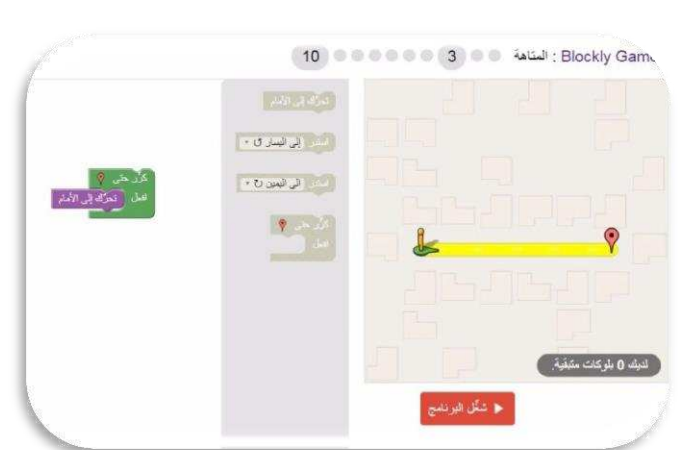 Blockly Gam : المتاهة 3 10
تحرّك إلى الأمام
استدر إلى اليسار ↺
استدر إلى اليمين ↻
كرِّر حتى
افعل
كرِّر حتى
افعل تحرّك إلى الأمام
لديك 0 بلوكات متبقية.
شغّل البرنامج